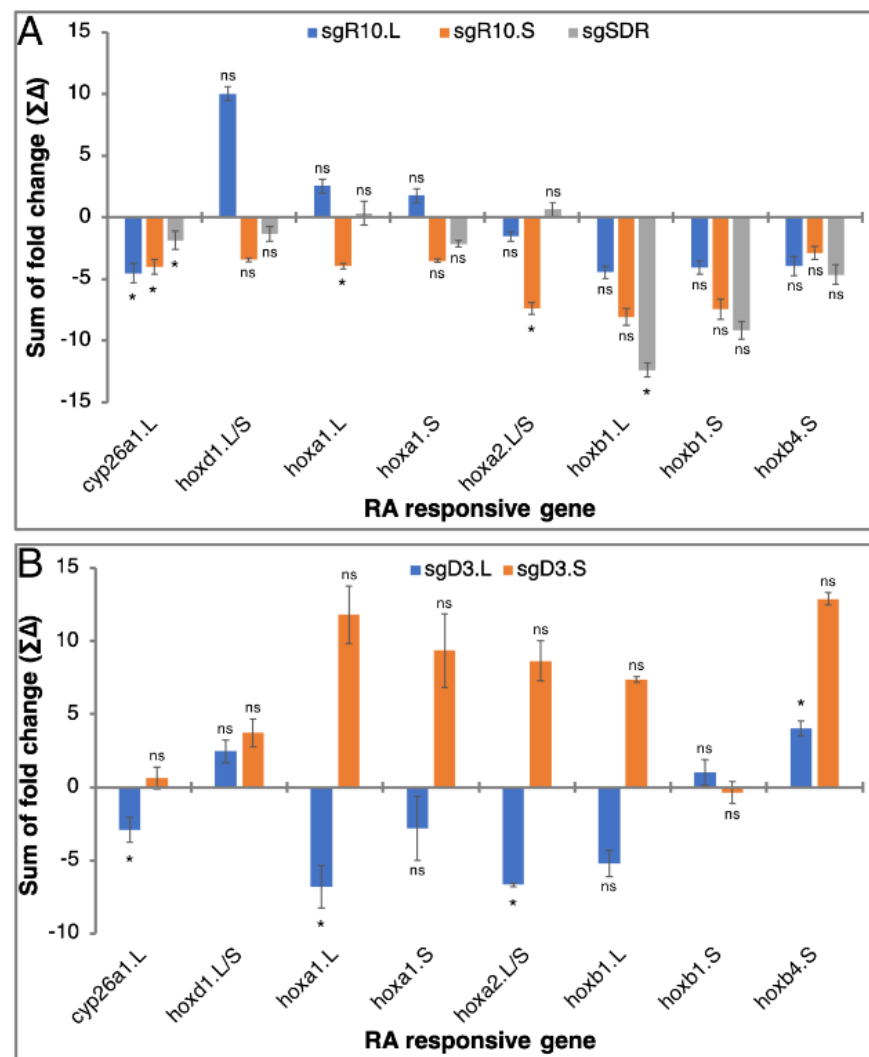 A
sgR10.L sgR10.S sgSDR
Sum of fold change (ΣΔ)
15
10
5
0
-5
-10
-15
ns
* * *
ns ns
ns ns
*
ns
ns ns
ns ns
ns *
ns ns *
ns ns ns
ns ns ns
cyp26a1.L
hoxd1.L/S
hoxa1.L
hoxa1.S
hoxa2.L/S
hoxb1.L
hoxb1.S
hoxb4.S
RA responsive gene
B
sgD3.L sgD3.S
Sum of fold change (ΣΔ)
15
10
5
0
-5
-10
* ns
ns ns
* ns
ns ns
* ns
ns ns
ns ns
* ns
cyp26a1.L
hoxd1.L/S
hoxa1.L
hoxa1.S
hoxa2.L/S
hoxb1.L
hoxb1.S
hoxb4.S
RA responsive gene